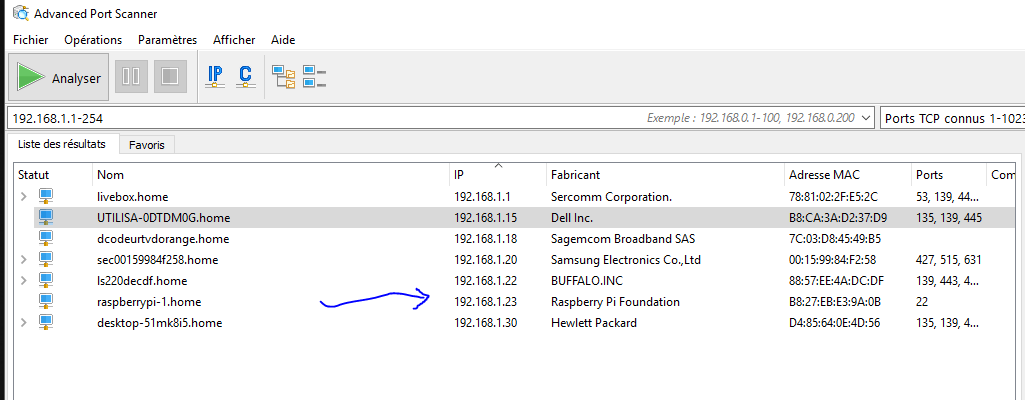 Advanced Port Scanner
Fichier Opérations Paramètres Afficher Aide
Analyser IP C
192.168.1.1-254 Exemple : 192.168.0.1-100, 192.168.0.200 Ports TCP connus 1-1023
Liste des résultats Favoris
Statut Nom IP Fabricant Adresse MAC Ports Com
livebox.home 192.168.1.1 Sercomm Corporation. 78:81:02:2F:E5:2C 53, 139, 44...
UTILISA-0DTDM0G.home 192.168.1.15 Dell Inc. B8:CA:3A:D2:37:D9 135, 139, 445
dcodeurtvdorange.home 192.168.1.18 Sagemcom Broadband SAS 7C:03:D8:45:49:B5
sec00159984f258.home 192.168.1.20 Samsung Electronics Co.,Ltd 00:15:99:84:F2:58 427, 515, 631
ls220decdf.home 192.168.1.22 BUFFALO.INC 88:57:EE:4A:DC:DF 139, 443, 4...
raspberrypi-1.home 192.168.1.23 Raspberry Pi Foundation B8:27:EB:E3:9A:0B 22
desktop-51mk8i5.home 192.168.1.30 Hewlett Packard D4:85:64:0E:4D:56 135, 139, 4...